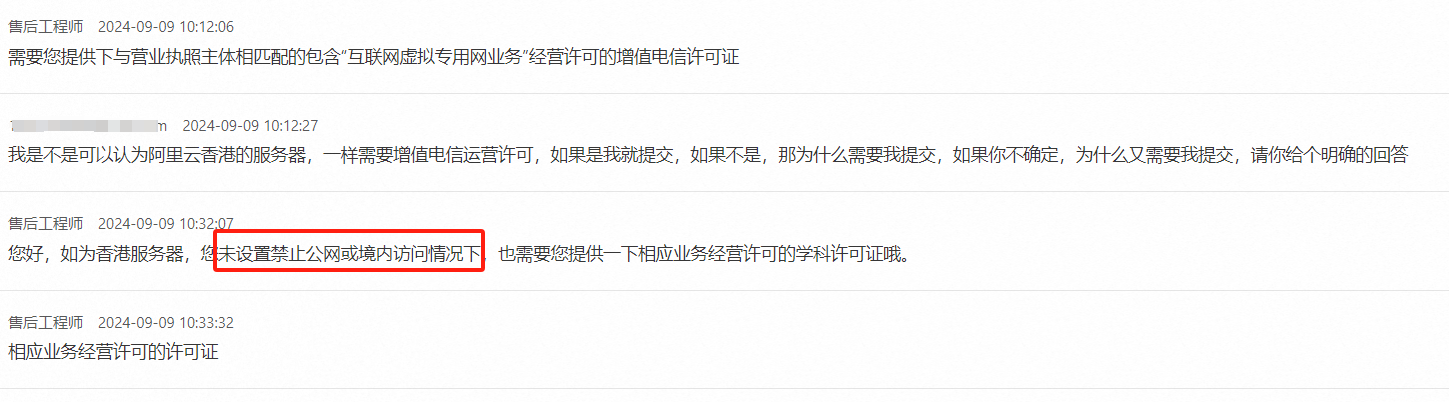 售后工程师 2024-09-09 10:12:06
需要您提供下与营业执照主体相匹配的包含“互联网虚拟专用网业务”经营许可的增值电信许可证
m 2024-09-09 10:12:27
我是不是可以认为阿里云香港的服务器，一样需要增值电信运营许可，如果是我就提交，如果不是，那为什么需要我提交，如果你不确定，为什么又需要我提交，请你给个明确的回答
售后工程师 2024-09-09 10:32:07
您好，如为香港服务器，您未设置禁止公网或境内访问情况下，也需要您提供一下相应业务经营许可的学科许可证哦。
售后工程师 2024-09-09 10:33:32
相应业务经营许可的许可证